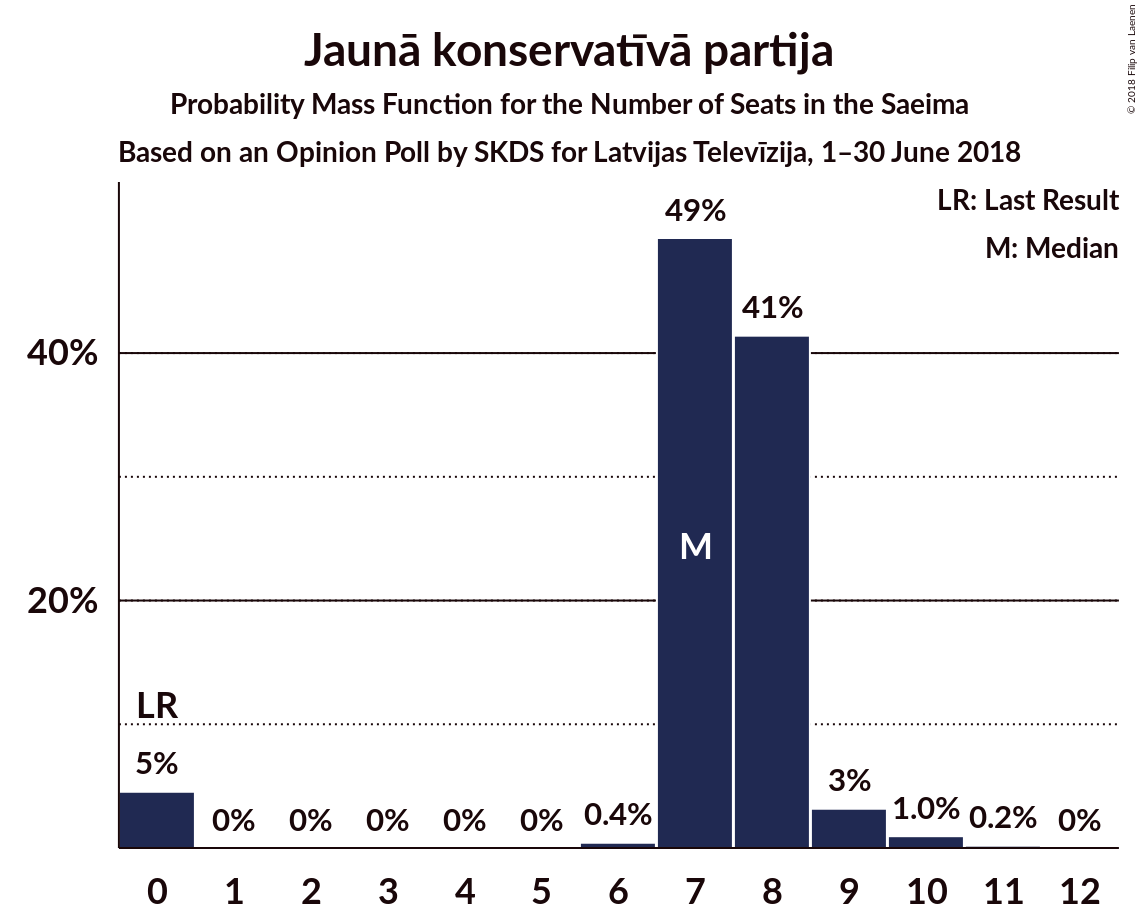 Jaunā konservatīvā partija
Probability Mass Function for the Number of Seats in the Saeima
Based on an Opinion Poll by SKDS for Latvijas Televīzija, 1–30 June 2018
© 2018 Filip van Laenen
LR: Last Result
M: Median
49%
41%
40%
M
20%
LR
5%
0%
0%
0%
0%
0%
0.4%
3%
1.0%
0.2%
0%
0 1 2 3 4 5 6 7 8 9 10 11 12